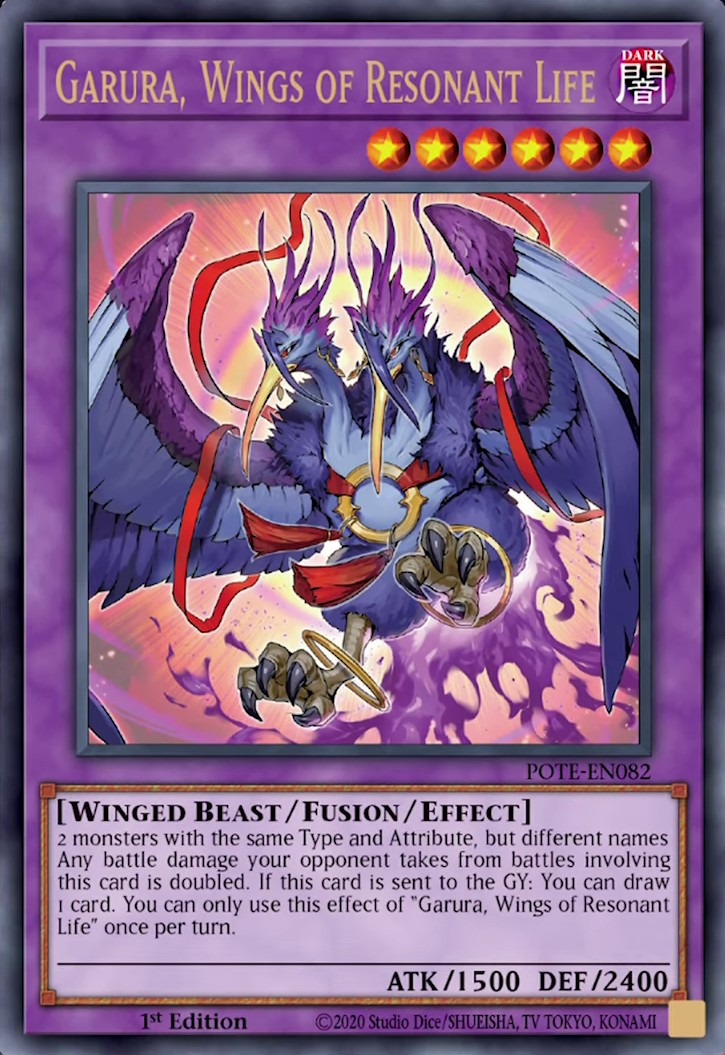 GARURA, WINGS OF RESONANT LIFE
DARK
闇
POTE-EN082
[WINGED BEAST/FUSION/EFFECT]
2 monsters with the same Type and Attribute, but different names
Any battle damage your opponent takes from battles involving
this card is doubled. If this card is sent to the GY: You can draw
1 card. You can only use this effect of "Garura, Wings of Resonant
Life" once per turn.
ATK/1500 DEF/2400
1st Edition
©2020 Studio Dice/SHUEISHA, TV TOKYO, KONAMI